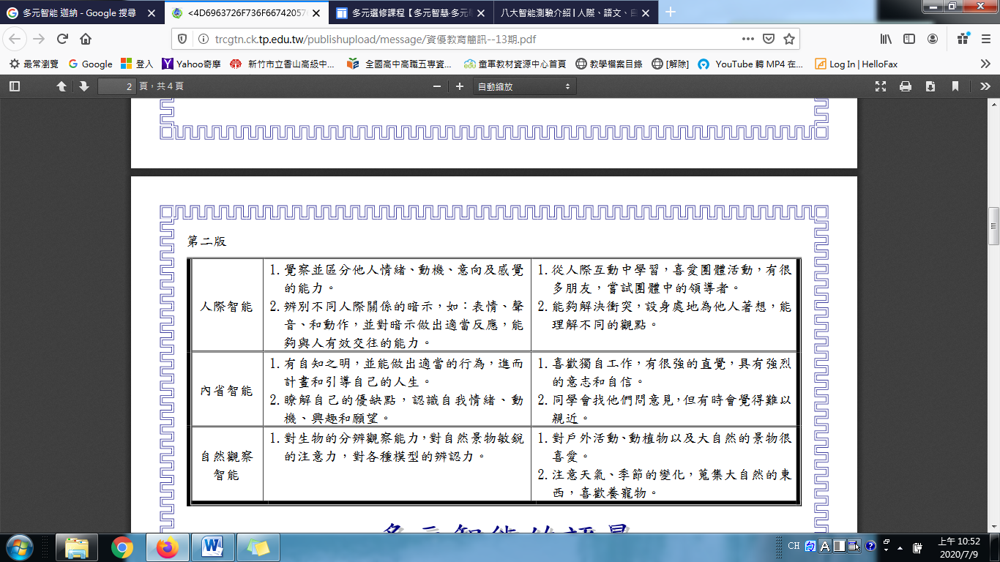 多元智能 迦納 - Google 搜尋
<4D6963726F736F667420576
多元選修課程【多元智慧‧多元學
八大智能測驗介紹 | 人際、語文、自
trcgtn.ck.tp.edu.tw/publishupload/message/資優教育簡訊--13期.pdf
最常瀏覽 Google 登入 Yahoo奇摩 新竹市立香山高級中... 全國高中高職五專資... 童軍教材資源中心首頁 教學檔案目錄 [解除] YouTube 轉 MP4 在... Log In | HelloFax
2 頁，共 4 頁
自動縮放
第二版
人際智能
1. 覺察並區分他人情緒、動機、意向及感覺
的能力。
2. 辨別不同人際關係的暗示，如：表情、聲
音、和動作，並對暗示做出適當反應，能
夠與人有效交往的能力。
1. 從人際互動中學習，喜愛團體活動，有很
多朋友，嘗試團體中的領導者。
2. 能夠解決衝突，設身處地為他人著想，能
理解不同的觀點。
內省智能
1. 有自知之明，並能做出適當的行為，進而
計畫和引導自己的人生。
2. 瞭解自己的優缺點，認識自我情緒、動
機、興趣和願望。
1. 喜歡獨自工作，有很強的直覺，具有強烈
的意志和自信。
2. 同學會找他們問意見，但有時會覺得難以
親近。
自然觀察
智能
1. 對生物的分辨觀察能力，對自然景物敏銳
的注意力，對各種模型的辨認力。
1. 對戶外活動、動植物以及大自然的景物很
喜愛。
2. 注意天氣、季節的變化，蒐集大自然的東
西，喜歡養寵物。
多元智能的
CH
上午 10:52
2020/7/9